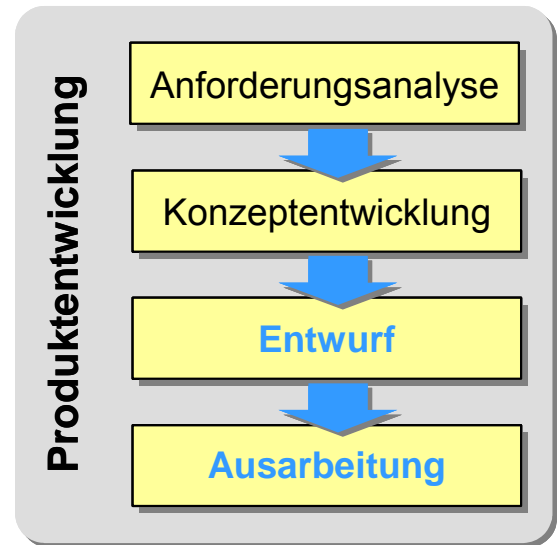 Produktentwicklung
Anforderungsanalyse
Konzeptentwicklung
Entwurf
Ausarbeitung